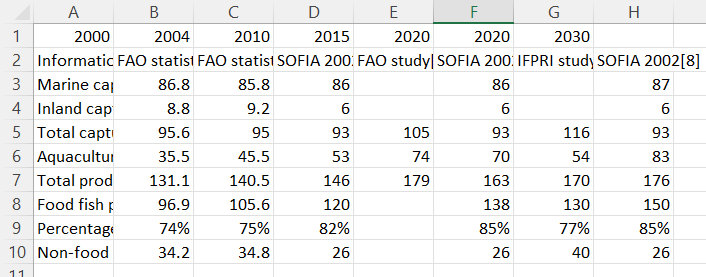 A B C D E F G H
1 2000 2004 2010 2015 2020 2020 2030
2 Informatic FAO statist FAO statist SOFIA 200: FAO study[ SOFIA 200: IFPRI study SOFIA 2002[8]
3 Marine cap 86.8 85.8 86 86 87
4 Inland cap 8.8 9.2 6 6 6
5 Total captu 95.6 95 93 105 93 116 93
6 Aquacultur 35.5 45.5 53 74 70 54 83
7 Total prod 131.1 140.5 146 179 163 170 176
8 Food fish p 96.9 105.6 120 138 130 150
9 Percentage 74% 75% 82% 85% 77% 85%
10 Non-food 34.2 34.8 26 26 40 26
11